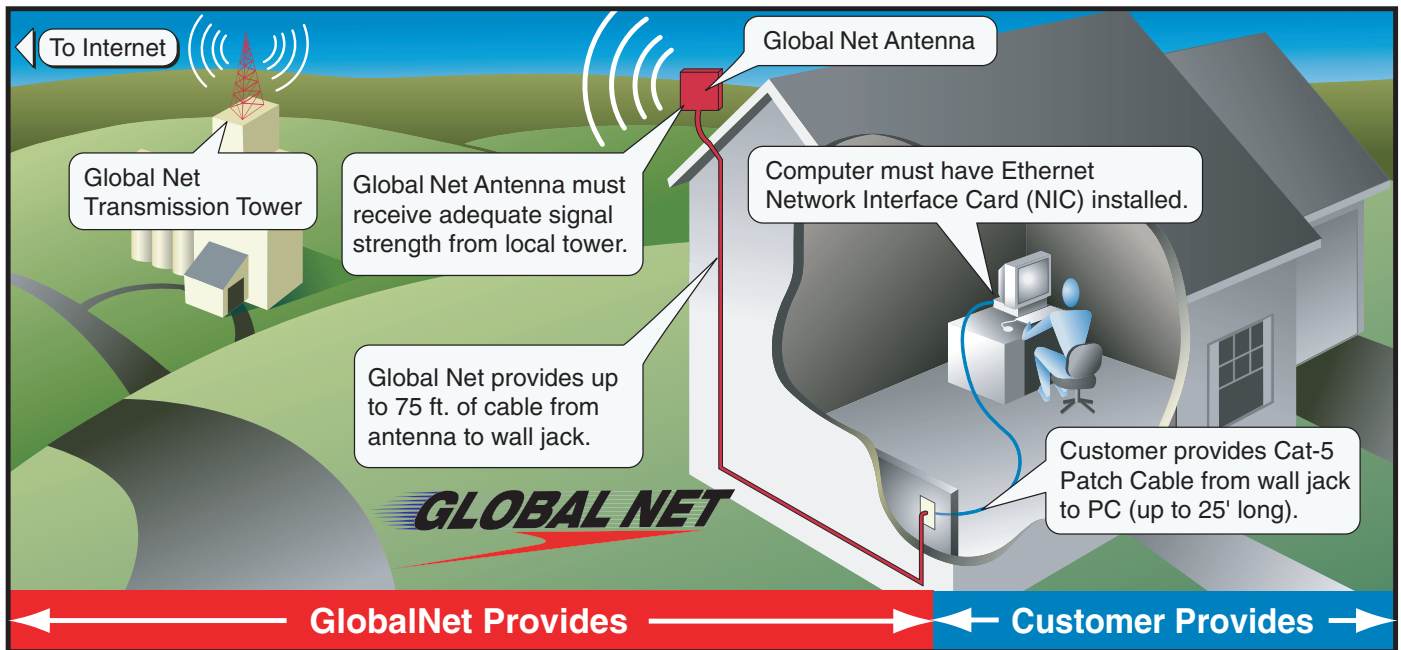 To Internet
Global Net Antenna
Global Net
Transmission Tower
Global Net Antenna must
receive adequate signal
strength from local tower.
Computer must have Ethernet
Network Interface Card (NIC) installed.
Global Net provides up
to 75 ft. of cable from
antenna to wall jack.
Customer provides Cat-5
Patch Cable from wall jack
to PC (up to 25' long).
GLOBAL NET
GlobalNet Provides
Customer Provides